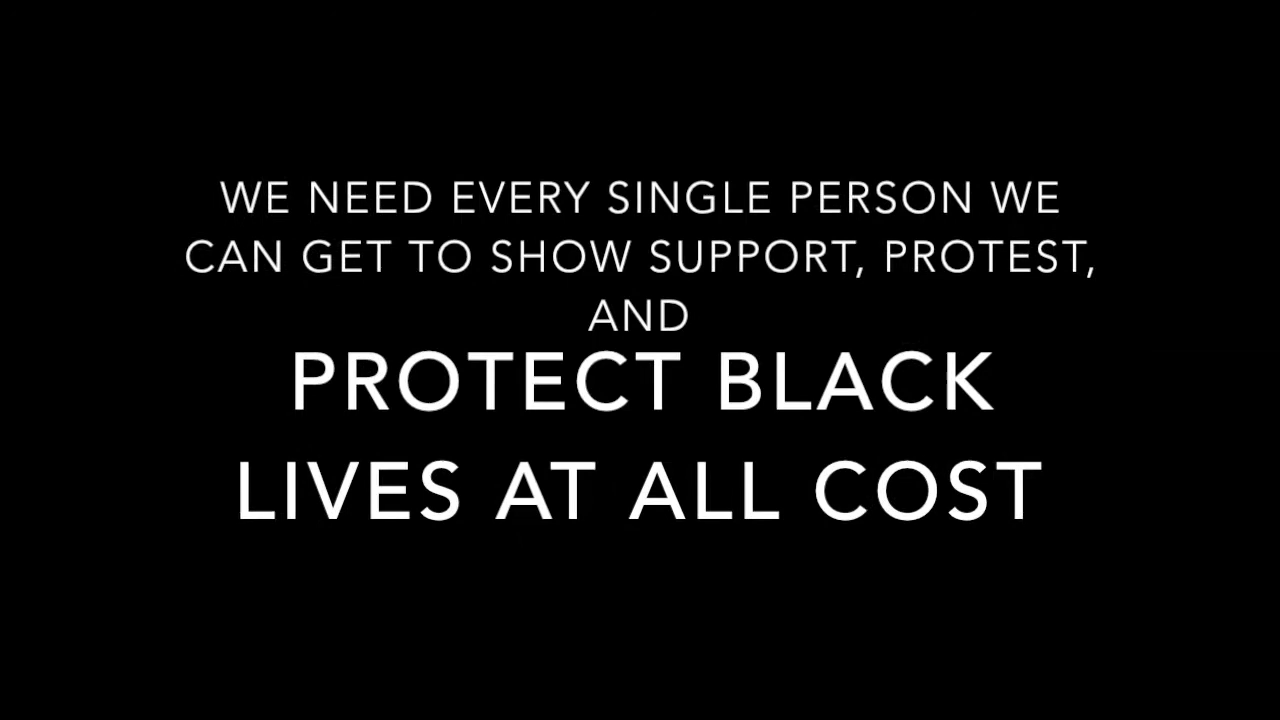 WE NEED EVERY SINGLE PERSON WE
CAN GET TO SHOW SUPPORT, PROTEST,
AND
PROTECT BLACK
LIVES AT ALL COST